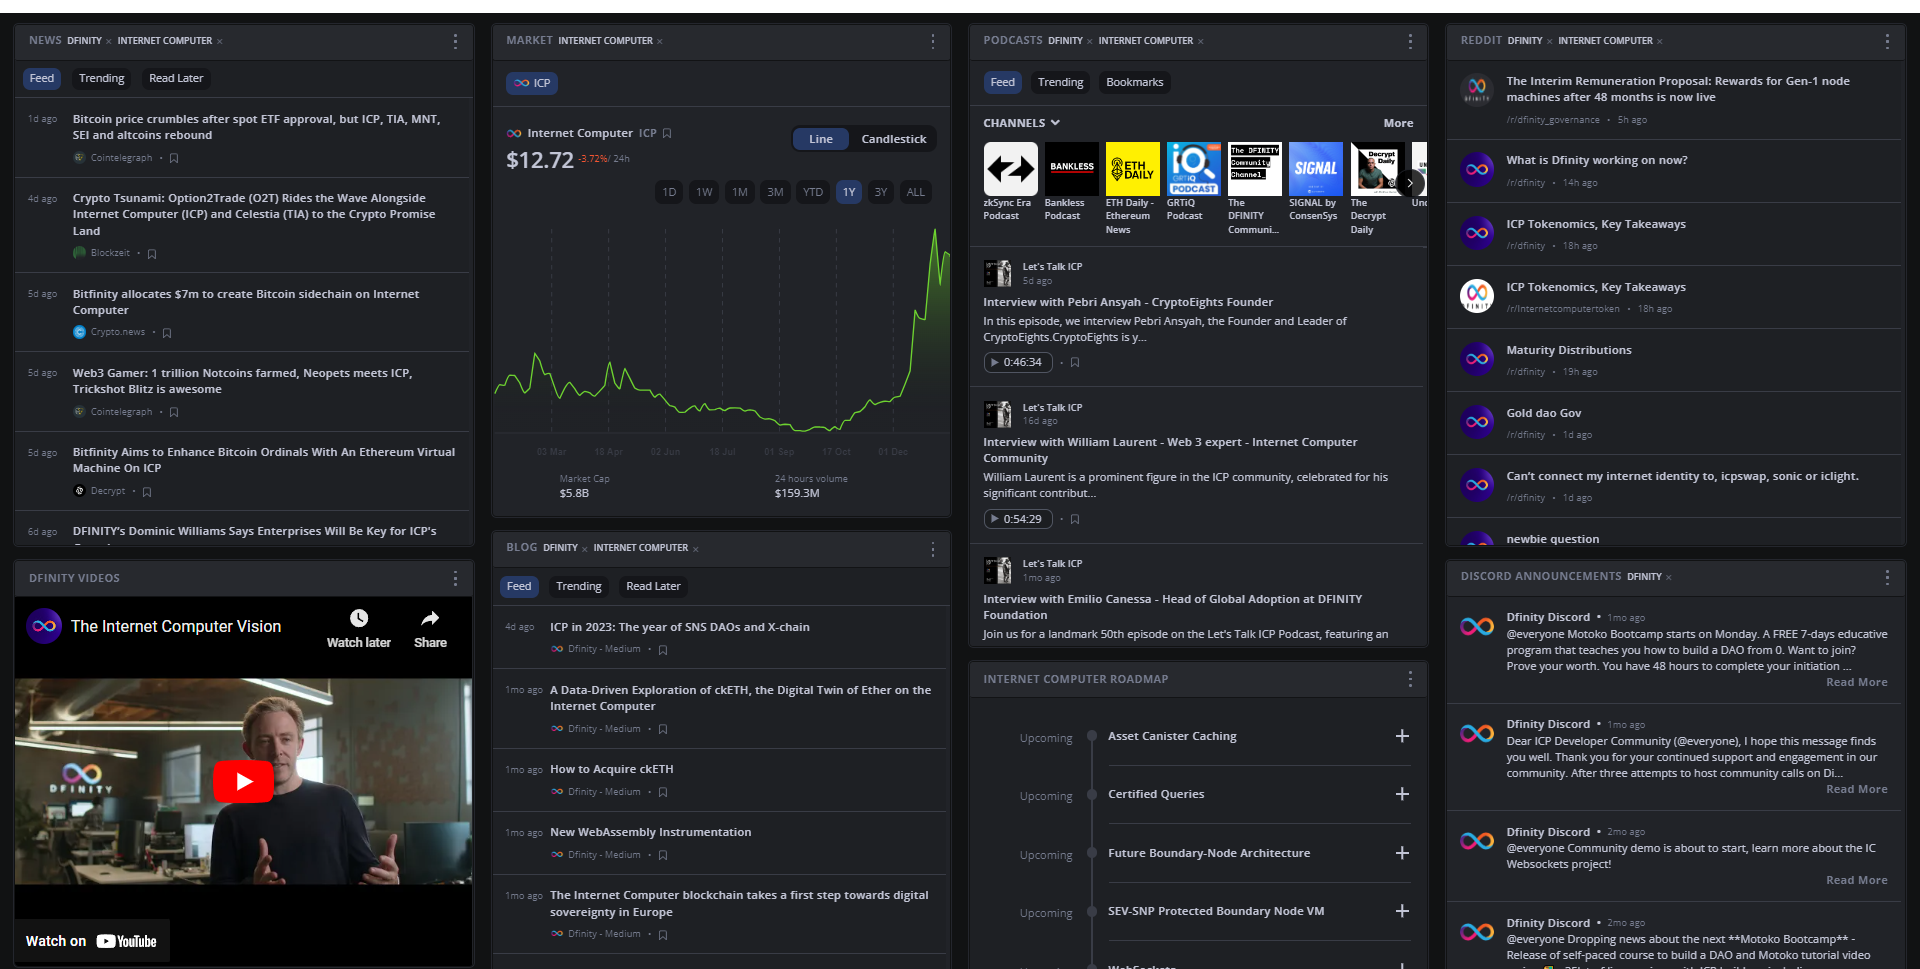 NEWS DFINITY × INTERNET COMPUTER ×
Feed Trending Read Later
1d ago
Bitcoin price crumbles after spot ETF approval, but ICP, TIA, MNT,
SEI and altcoins rebound
Cointelegraph •
4d ago
Crypto Tsunami: Option2Trade (O2T) Rides the Wave Alongside
Internet Computer (ICP) and Celestia (TIA) to the Crypto Promise
Land
Blockzeit •
5d ago
Bitfinity allocates $7m to create Bitcoin sidechain on Internet
Computer
Crypto.news •
5d ago
Web3 Gamer: 1 trillion Notcoins farmed, Neopets meets ICP,
Trickshot Blitz is awesome
Cointelegraph •
5d ago
Bitfinity Aims to Enhance Bitcoin Ordinals With An Ethereum Virtual
Machine On ICP
Decrypt •
6d ago
DFINITY's Dominic Williams Says Enterprises Will Be Key for ICP's
DFINITY VIDEOS
The Internet Computer Vision
Watch later Share
DFINITY
Watch on YouTube
MARKET INTERNET COMPUTER ×
ICP
Internet Computer ICP
Line Candlestick
$12.72 -3.72%/ 24h
1D 1W 1M 3M YTD 1Y 3Y ALL
03 Mar 18 Apr 02 Jun 18 Jul 01 Sep 17 Oct 01 Dec
Market Cap
$5.8B
24 hours volume
$159.3M
BLOG DFINITY × INTERNET COMPUTER ×
Feed Trending Read Later
4d ago
ICP in 2023: The year of SNS DAOs and X-chain
Dfinity - Medium •
1mo ago
A Data-Driven Exploration of ckETH, the Digital Twin of Ether on the
Internet Computer
Dfinity - Medium •
1mo ago
How to Acquire ckETH
Dfinity - Medium •
1mo ago
New WebAssembly Instrumentation
Dfinity - Medium •
1mo ago
The Internet Computer blockchain takes a first step towards digital
sovereignty in Europe
Dfinity - Medium •
PODCASTS DFINITY × INTERNET COMPUTER ×
Feed Trending Bookmarks
CHANNELS More
zkSync Era
Podcast
BANKLESS
Bankless
Podcast
ETH
DAILY
ETH Daily -
Ethereum
News
iQ
GRTiQ
PODCAST
GRTiQ
Podcast
The DFINITY
Community
Channel_
The
DFINITY
Communi...
SIGNAL
SIGNAL by
ConsenSys
Decrypt
Daily
The
Decrypt
Daily
UN
Unc
Let's Talk ICP
5d ago
Interview with Pebri Ansyah - CryptoEights Founder
In this episode, we interview Pebri Ansyah, the Founder and Leader of
CryptoEights.CryptoEights is y...
0:46:34 •
Let's Talk ICP
16d ago
Interview with William Laurent - Web 3 expert - Internet Computer
Community
William Laurent is a prominent figure in the ICP community, celebrated for his
significant contribut...
0:54:29 •
Let's Talk ICP
1mo ago
Interview with Emilio Canessa - Head of Global Adoption at DFINITY
Foundation
Join us for a landmark 50th episode on the Let's Talk ICP Podcast, featuring an
INTERNET COMPUTER ROADMAP
Upcoming Asset Canister Caching +
Upcoming Certified Queries +
Upcoming Future Boundary-Node Architecture +
Upcoming SEV-SNP Protected Boundary Node VM +
WebSockets
REDDIT DFINITY × INTERNET COMPUTER ×
DFINITY
The Interim Remuneration Proposal: Rewards for Gen-1 node
machines after 48 months is now live
/r/dfinity_governance • 5h ago
What is Dfinity working on now?
/r/dfinity • 14h ago
ICP Tokenomics, Key Takeaways
/r/dfinity • 18h ago
DFINITY
ICP Tokenomics, Key Takeaways
/r/Internetcomputertoken • 18h ago
Maturity Distributions
/r/dfinity • 19h ago
Gold dao Gov
/r/dfinity • 1d ago
Can't connect my internet identity to, icpswap, sonic or iclight.
/r/dfinity • 1d ago
newbie question
DISCORD ANNOUNCEMENTS DFINITY ×
Dfinity Discord • 1mo ago
@everyone Motoko Bootcamp starts on Monday. A FREE 7-days educative
program that teaches you how to build a DAO from 0. Want to join?
Prove your worth. You have 48 hours to complete your initiation ...
Read More
Dfinity Discord • 1mo ago
Dear ICP Developer Community (@everyone), I hope this message finds
you well. Thank you for your continued support and engagement in our
community. After three attempts to host community calls on Di...
Read More
Dfinity Discord • 2mo ago
@everyone Community demo is about to start, learn more about the IC
Websockets project!
Read More
Dfinity Discord • 2mo ago
@everyone Dropping news about the next **Motoko Bootcamp** -
Release of self-paced course to build a DAO and Motoko tutorial video